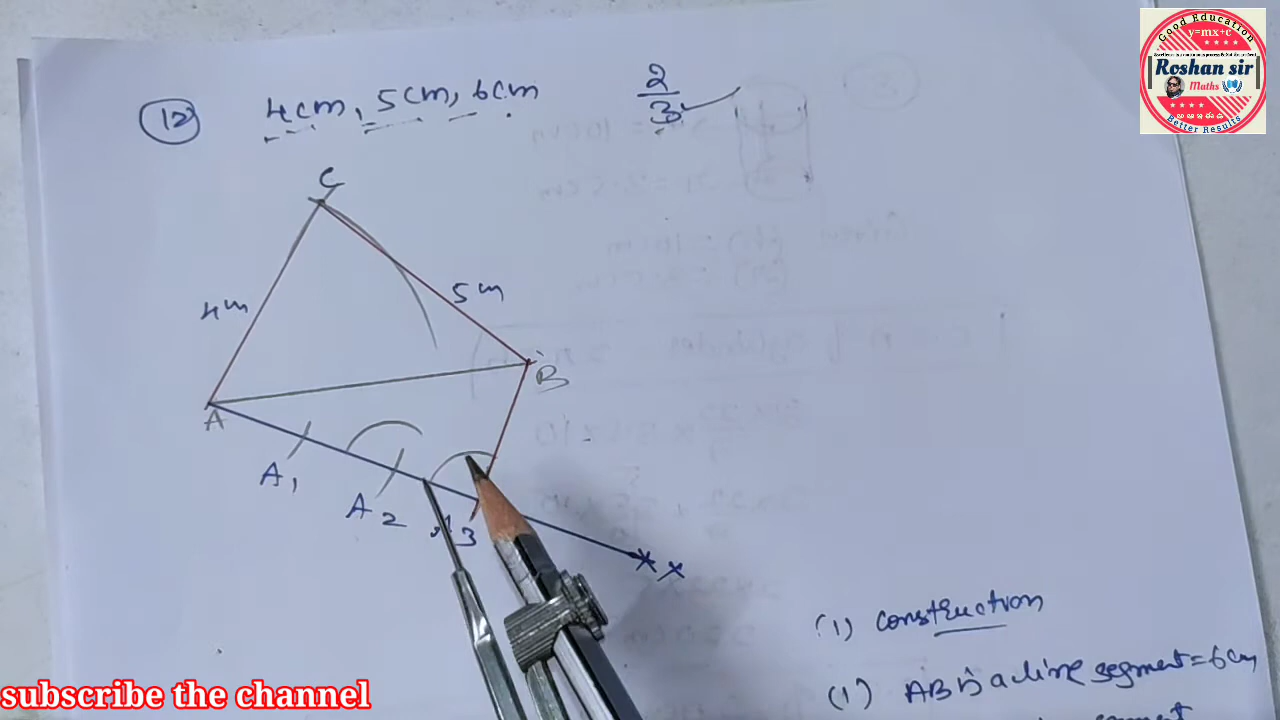 12 4cm, 5cm, 6cm 2/3
C
4cm 5cm
A B
A1
A2
A3
X
(1) construction
(1) AB is a line segment=6cm
Good Education
y=mx+c
Roshan sir
Maths
Better Results
subscribe the channel